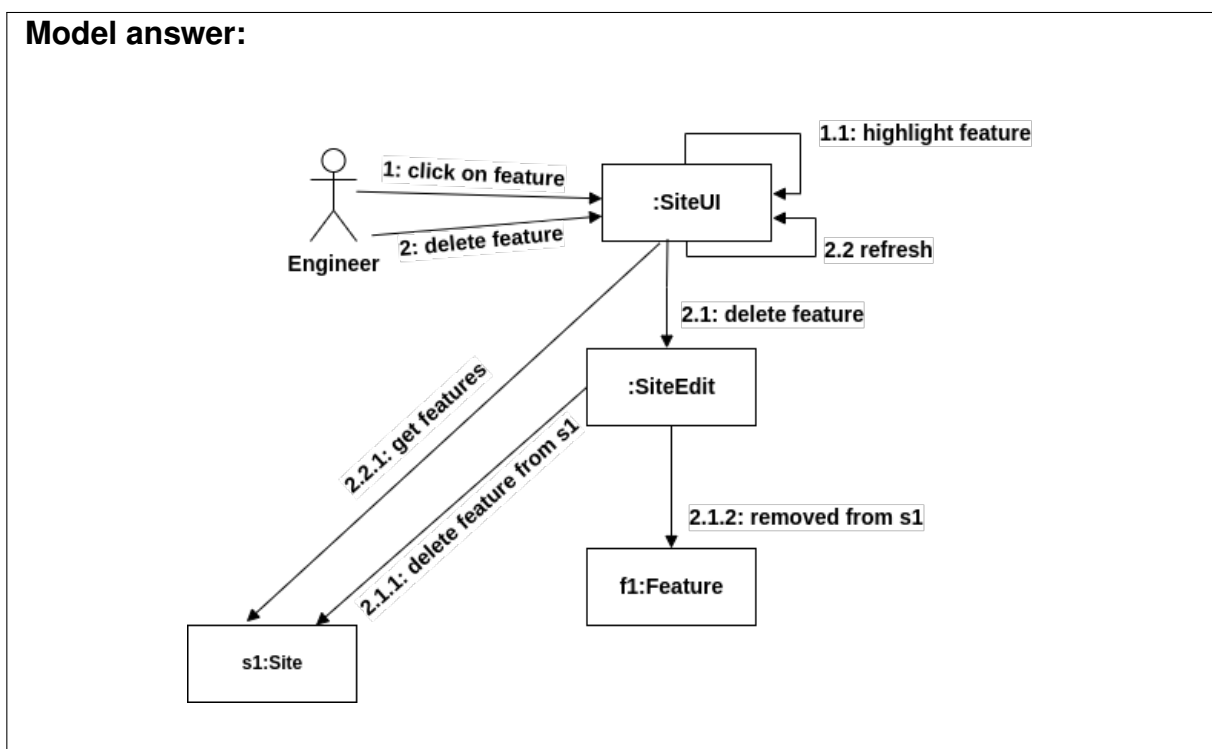 Model answer:
1.1: highlight feature
1: click on feature
:SiteUI
2: delete feature
2.2 refresh
Engineer
2.1: delete feature
:SiteEdit
2.2.1: get features
2.1.1: delete feature from s1
2.1.2: removed from s1
f1:Feature
s1:Site